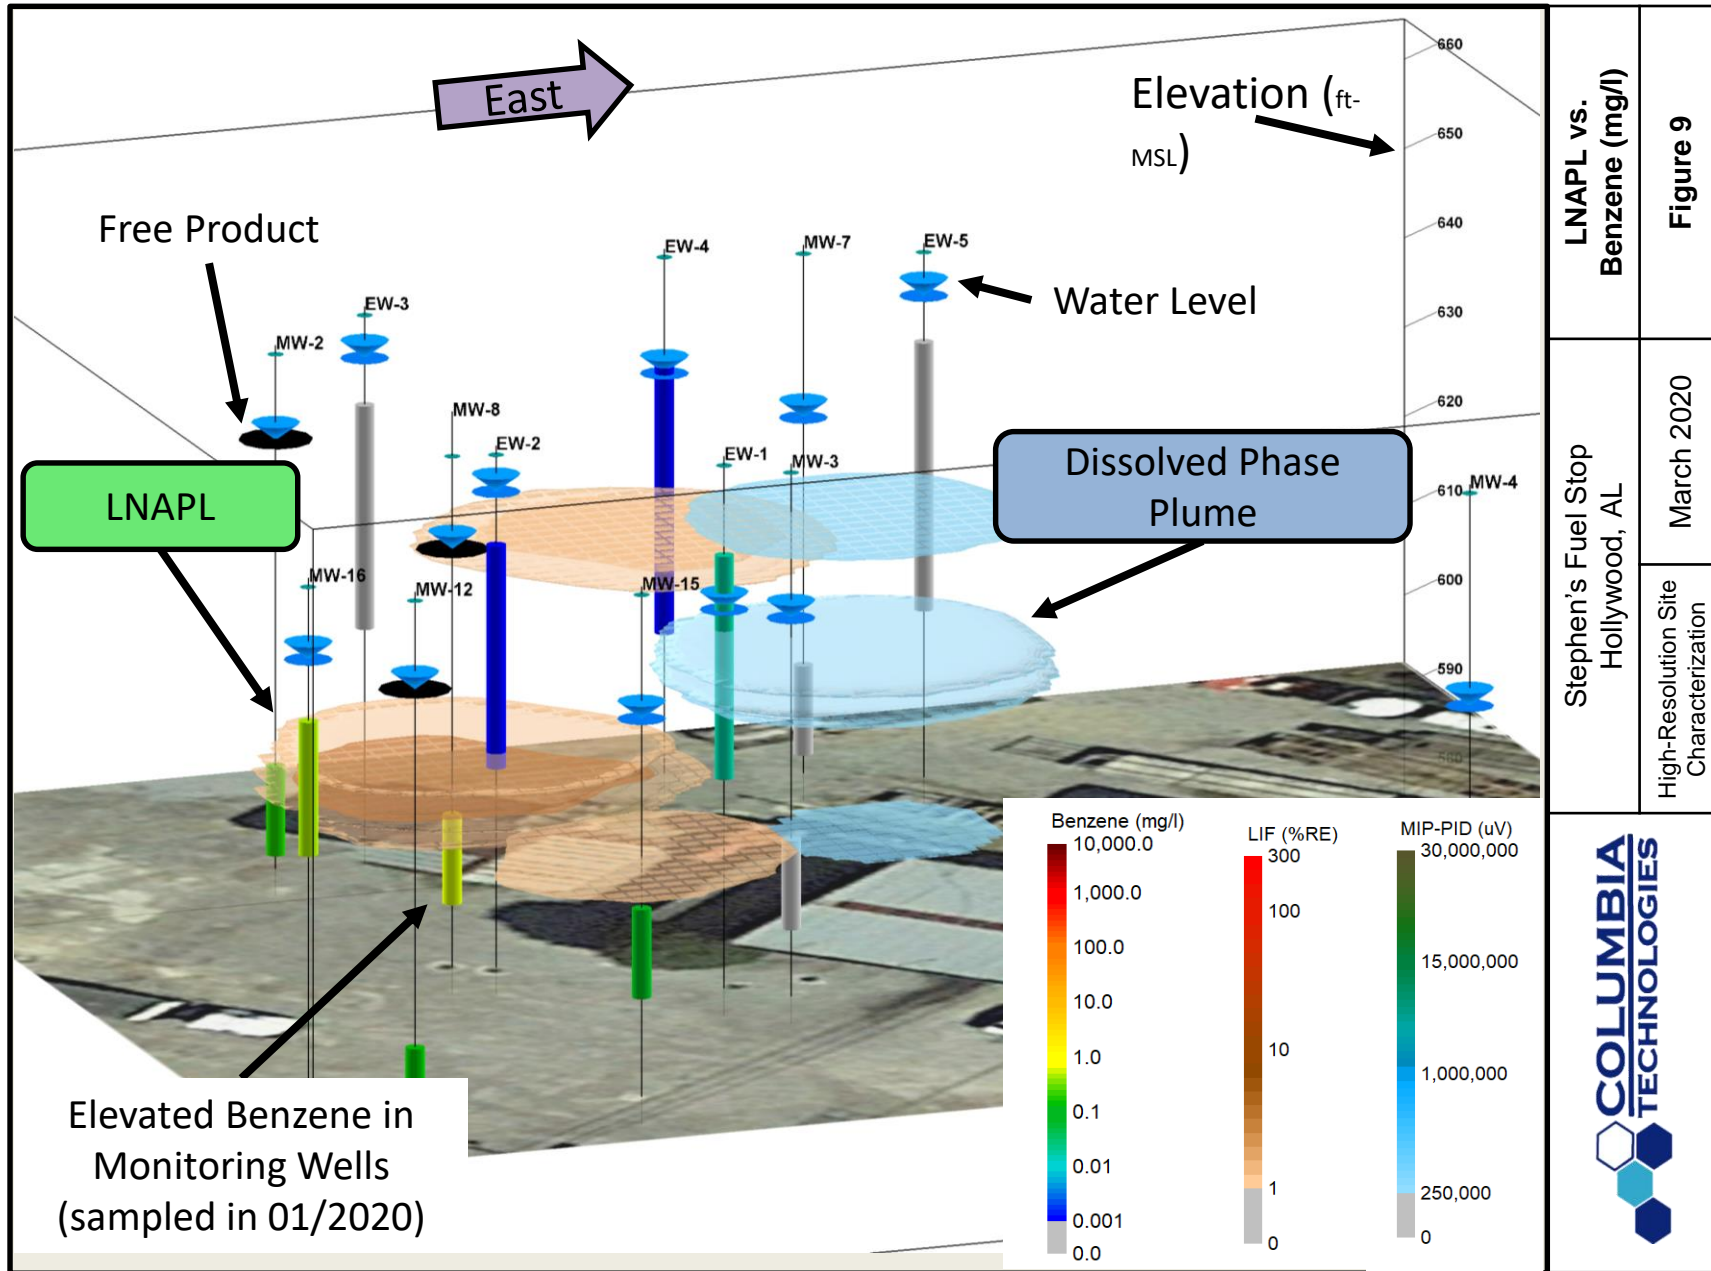 East
Elevation (ft-
MSL)
660
650
640
630
620
610
600
590
Free Product
Water Level
EW-4
MW-7
EW-5
EW-3
MW-2
MW-8
EW-2
EW-1
MW-3
MW-4
MW-16
MW-12
MW-15
LNAPL
Dissolved Phase
Plume
Elevated Benzene in
Monitoring Wells
(sampled in 01/2020)
Benzene (mg/l)
10,000.0
1,000.0
100.0
10.0
1.0
0.1
0.01
0.001
0.0
LIF (%RE)
300
100
10
1
0
MIP-PID (uV)
30,000,000
15,000,000
1,000,000
250,000
0
LNAPL vs.
Benzene (mg/l)
Figure 9
Stephen's Fuel Stop
Hollywood, AL
March 2020
High-Resolution Site
Characterization
COLUMBIA
TECHNOLOGIES